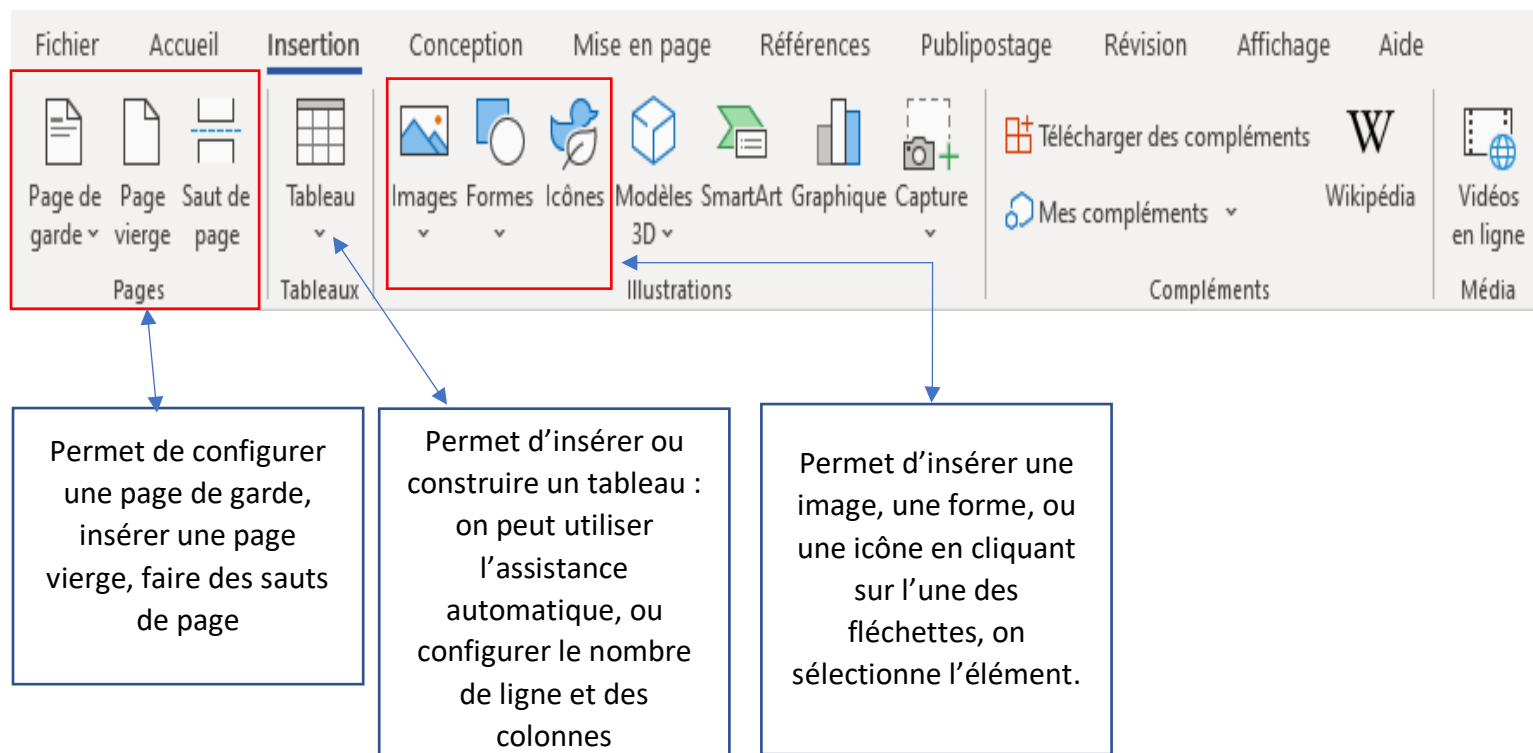 Fichier Accueil Insertion Conception Mise en page Références Publipostage Révision Affichage Aide
Page de garde
Page vierge
Saut de page
Pages
Tableau
Tableaux
Images
Formes
Icônes
Modèles 3D
SmartArt
Graphique
Capture
Illustrations
Télécharger des compléments
Mes compléments
Wikipédia
Compléments
Vidéos en ligne
Média
Permet de configurer
une page de garde,
insérer une page
vierge, faire des sauts
de page
Permet d’insérer ou
construire un tableau :
on peut utiliser
l’assistance
automatique, ou
configurer le nombre
de ligne et des
colonnes
Permet d’insérer une
image, une forme, ou
une icône en cliquant
sur l’une des
fléchettes, on
sélectionne l’élément.